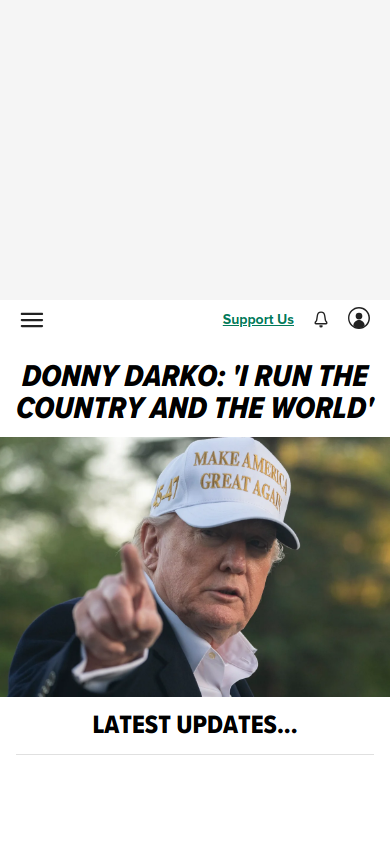 Support Us
DONNY DARKO: 'I RUN THE
COUNTRY AND THE WORLD'
MAKE AMERICA
GREAT AGAIN
45-47
LATEST UPDATES...